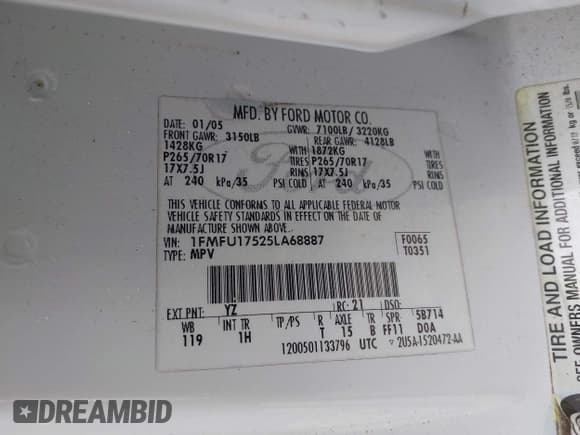 MFD. BY FORD MOTOR CO.
DATE: 01/05 GVWR: 7100LB / 3220KG
FRONT GAWR: 3150LB REAR GAWR: 4128LB
1428KG 1872KG
P265/70R17 TIRES P265/70R17 TIRES
17X7.5J RIMS 17X7.5J RIMS
AT 240 kPa/35 PSI COLD AT 240 kPa/35 PSI COLD
THIS VEHICLE CONFORMS TO ALL APPLICABLE FEDERAL MOTOR
VEHICLE SAFETY STANDARDS IN EFFECT ON THE DATE OF
MANUFACTURE SHOWN ABOVE.
VIN: 1FMFU17525LA68887 F0065
TYPE: MPV T0351
EXT PNT: YZ RC: 21 DSO:
WB INT TR TP/PS R AXLE TR SPR 5B714
119 1H T 15 B FF11 D0A
1200501133796 UTC 2U5A-1520472-AA
Ford
TIRE AND LOAD INFORMATION
SEE OWNERS MANUAL FOR ADDITIONAL INFORMATION
DREAMBID